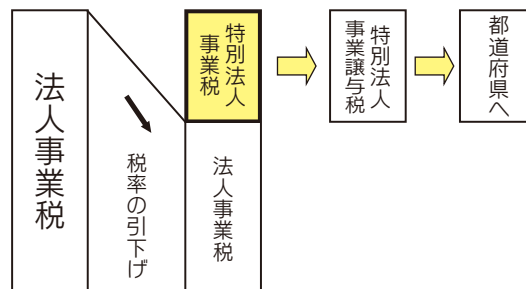 法人事業税
税率の引下げ
特別法人
事業税
法人事業税
特別法人
事業譲与税
都道府県へ